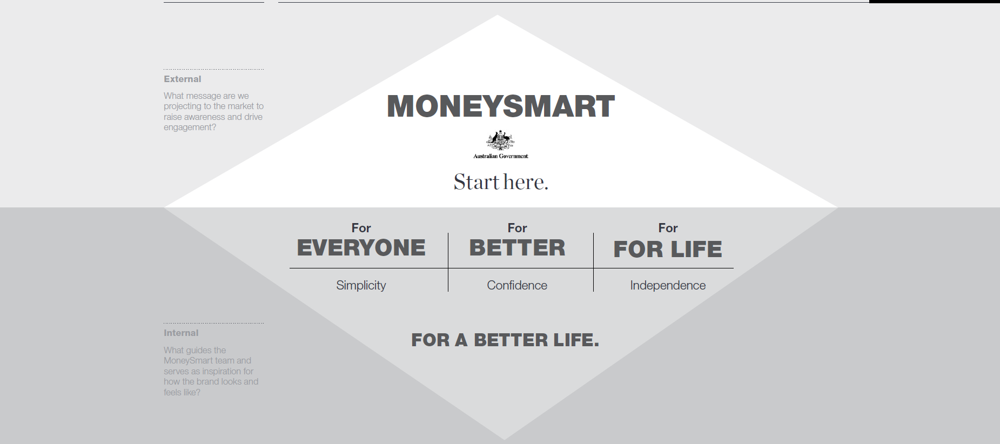 External
What message are we
projecting to the market to
raise awareness and drive
engagement?
MONEYSMART
Australian Government
Start here.
For
EVERYONE
Simplicity
For
BETTER
Confidence
For
FOR LIFE
Independence
FOR A BETTER LIFE.
Internal
What guides the
MoneySmart team and
serves as inspiration for
how the brand looks and
feels like?